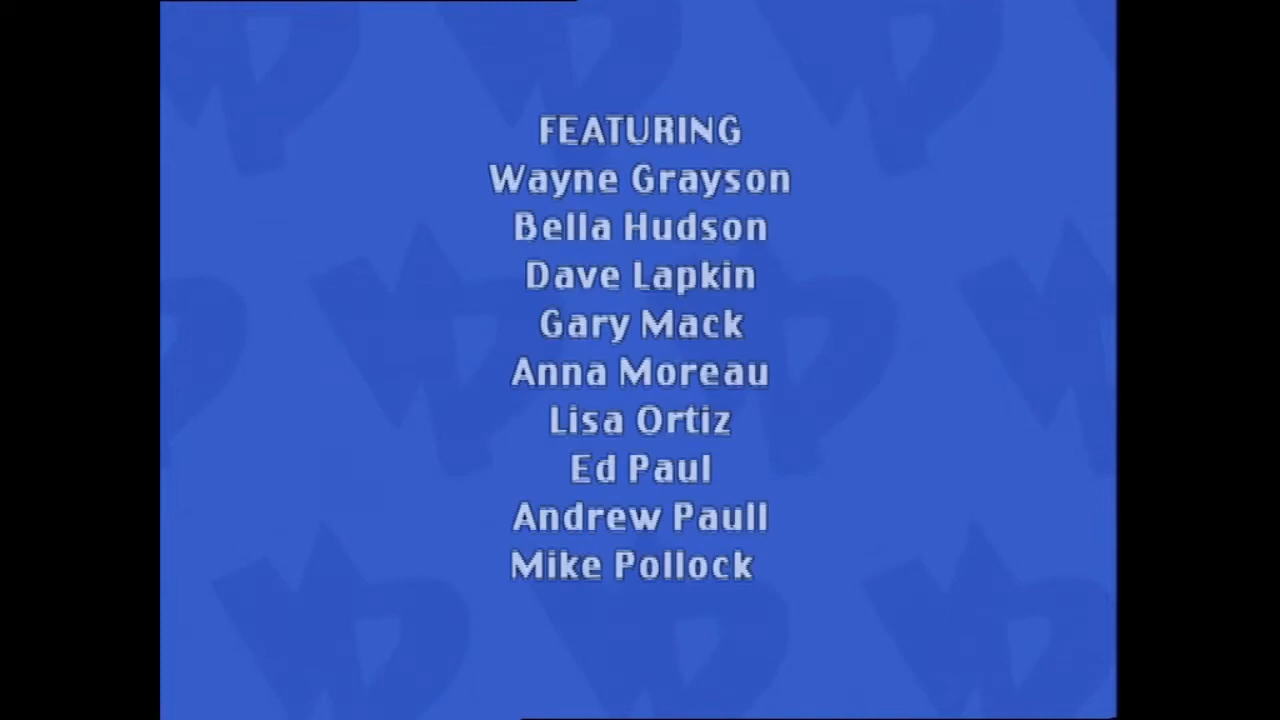 FEATURING
Wayne Grayson
Bella Hudson
Dave Lapkin
Gary Mack
Anna Moreau
Lisa Ortiz
Ed Paul
Andrew Paull
Mike Pollock